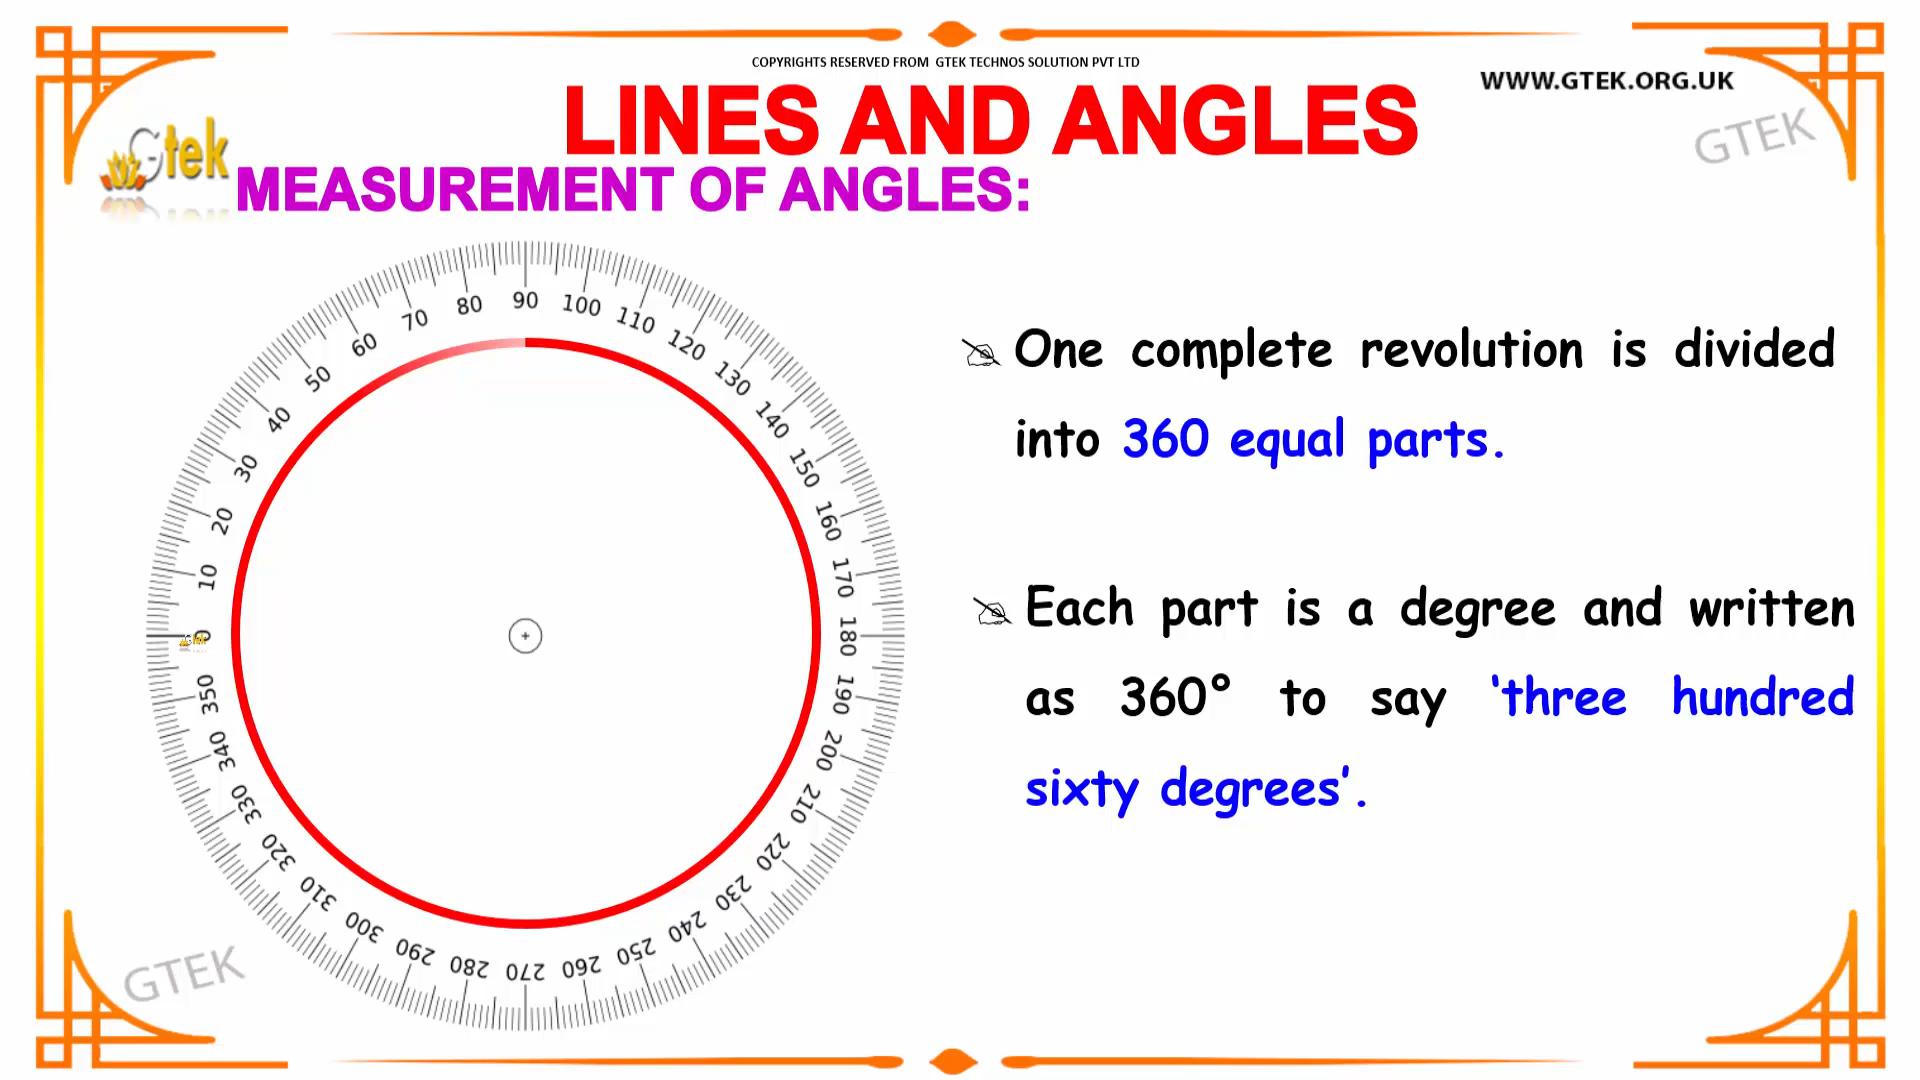 COPYRIGHTS RESERVED FROM GTEK TECHNOS SOLUTION PVT LTD
WWW.GTEK.ORG.UK
LINES AND ANGLES
GTEK
Gtek
MEASUREMENT OF ANGLES:
0 10 20 30 40 50 60 70 80 90 100 110 120 130 140 150 160 170 180 190 200 210 220 230 240 250 260 270 280 290 300 310 320 330 340 350
Gtek
One complete revolution is divided
into 360 equal parts.
Each part is a degree and written
as 360° to say ‘three hundred
sixty degrees’.
GTEK